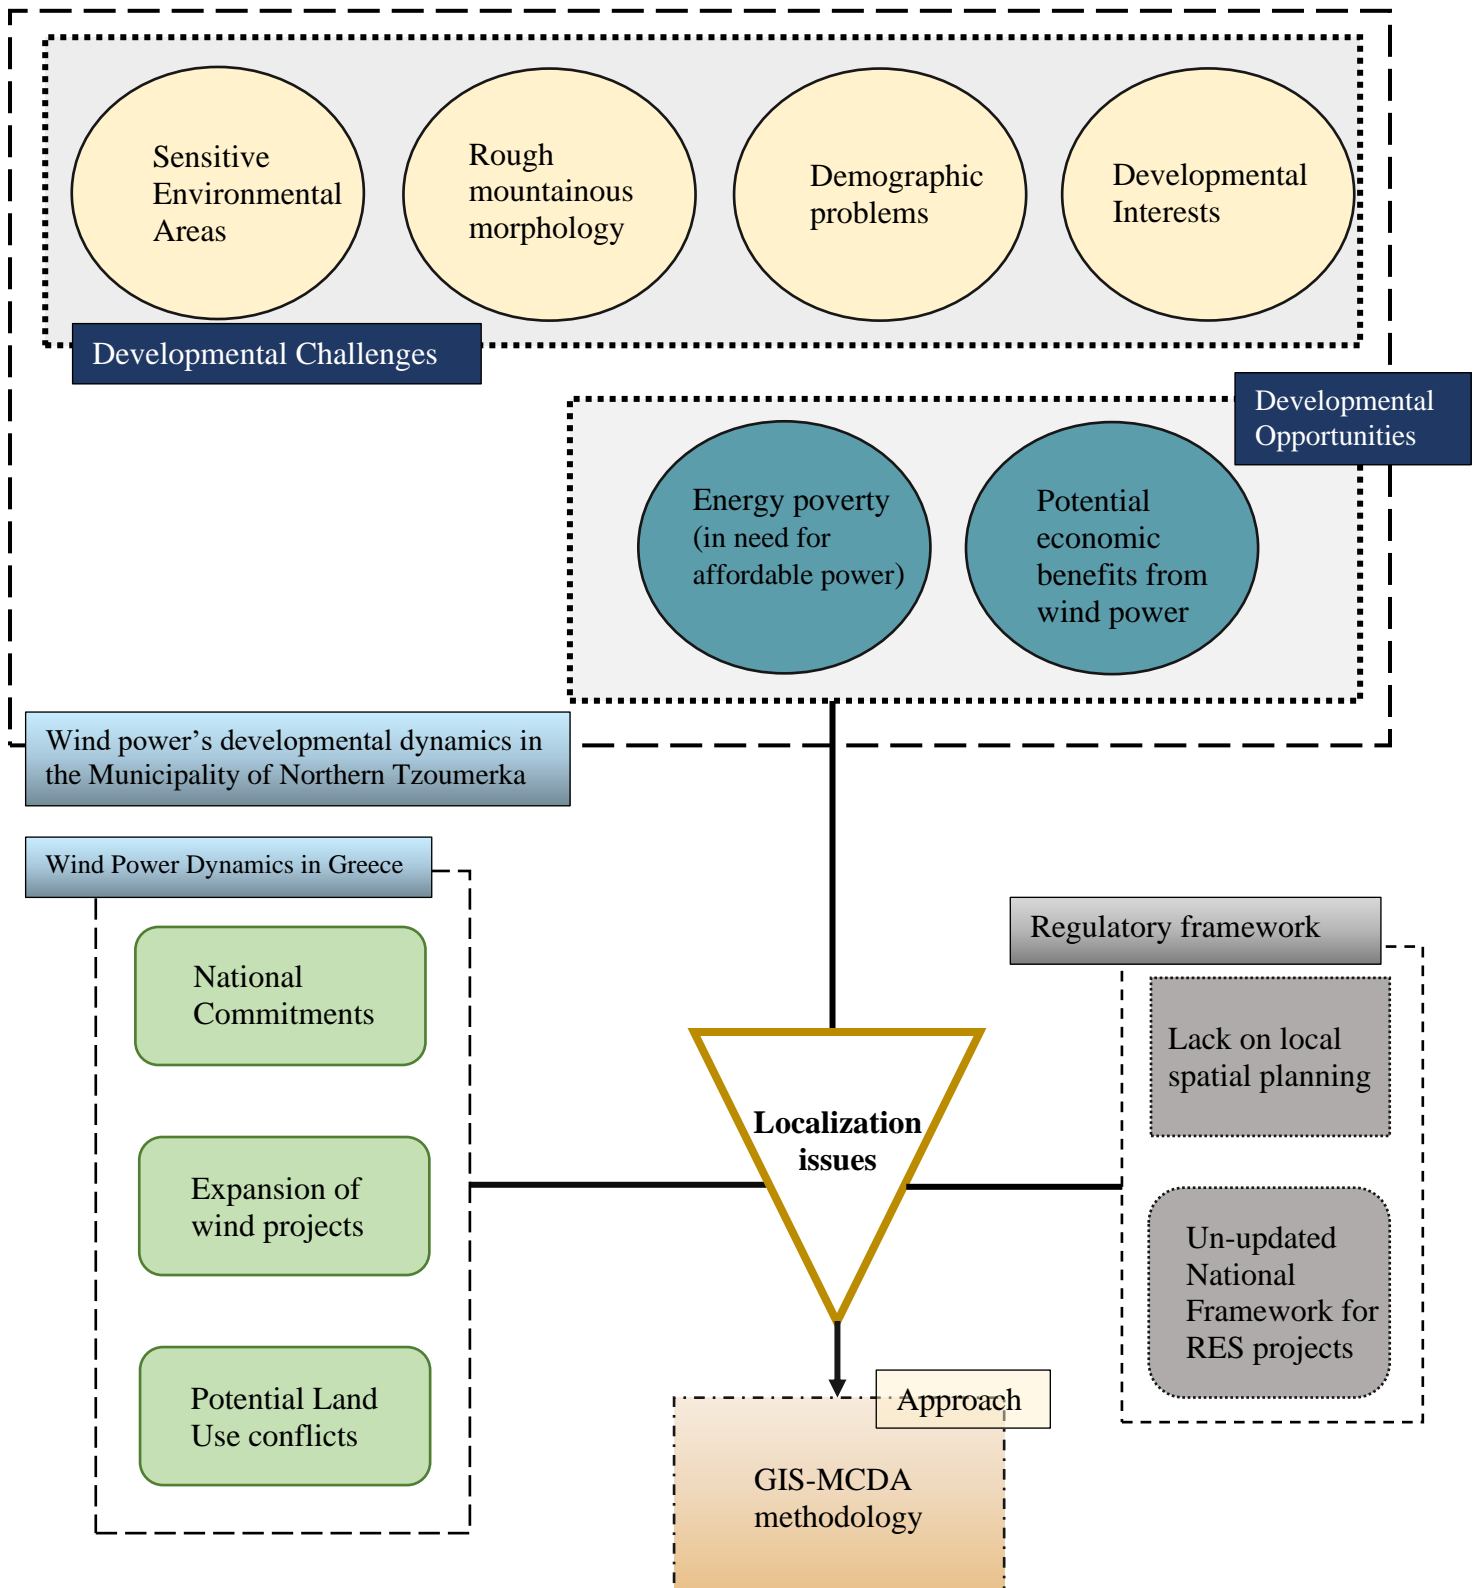 Sensitive
Environmental
Areas
Rough
mountainous
morphology
Demographic
problems
Developmental
Interests
Developmental Challenges
Developmental
Opportunities
Energy poverty
(in need for
affordable power)
Potential
economic
benefits from
wind power
Wind power’s developmental dynamics in
the Municipality of Northern Tzoumerka
Wind Power Dynamics in Greece
National
Commitments
Expansion of
wind projects
Potential Land
Use conflicts
Localization
issues
Regulatory framework
Lack on local
spatial planning
Un-updated
National
Framework for
RES projects
Approach
GIS-MCDA
methodology